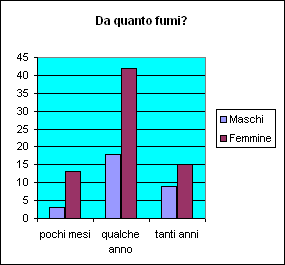 Da quanto fumi?
45
40
35
30
25
20
15
10
5
0
pochi mesi
qualche
anno
tanti anni
Maschi
Femmine